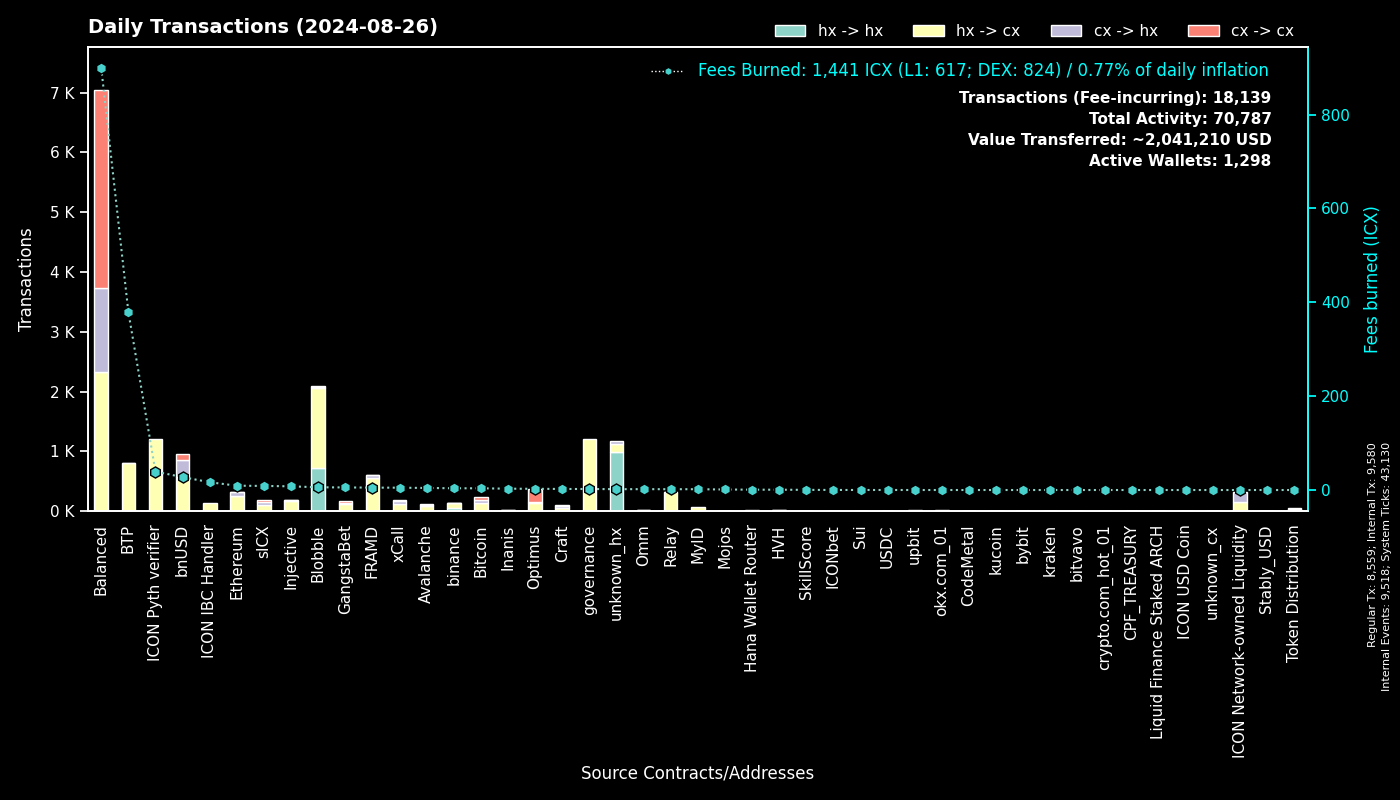 Daily Transactions (2024-08-26)
hx -> hx
hx -> cx
cx -> hx
cx -> cx
Fees Burned: 1,441 ICX (L1: 617; DEX: 824) / 0.77% of daily inflation
Transactions (Fee-incurring): 18,139
Total Activity: 70,787
Value Transferred: ~2,041,210 USD
Active Wallets: 1,298
Transactions
7 K
6 K
5 K
4 K
3 K
2 K
1 K
0 K
800
600
400
200
0
Fees burned (ICX)
Balanced
BTP
ICON Pyth verifier
bnUSD
ICON IBC Handler
Ethereum
sICX
Injective
Blobble
GangstaBet
FRAMD
xCall
Avalanche
binance
Bitcoin
Inanis
Optimus
Craft
governance
unknown_hx
Omm
Relay
MyID
Mojos
Hana Wallet Router
HVH
SkillScore
ICONbet
Sui
USDC
upbit
okx.com_01
CodeMetal
kucoin
bybit
kraken
bitvavo
crypto.com_hot_01
CPF_TREASURY
Liquid Finance Staked ARCH
ICON USD Coin
unknown_cx
ICON Network-owned Liquidity
Stably_USD
Token Distribution
Source Contracts/Addresses
Regular Tx: 8,559; Internal Tx: 9,580
Internal Events: 9,518; System Ticks: 43,130